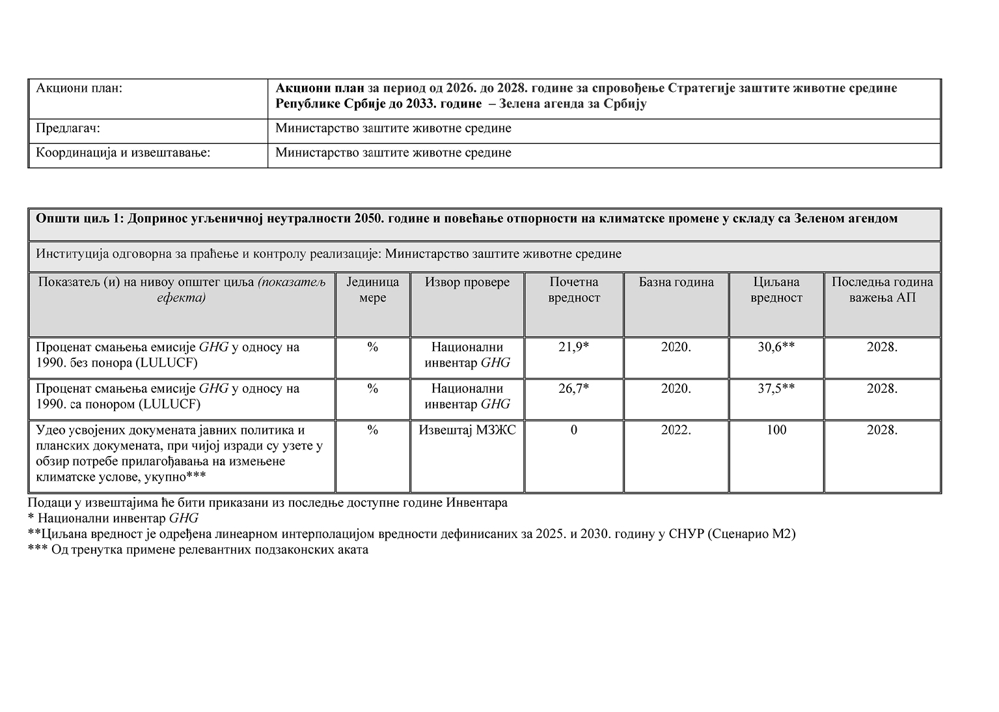 Акциони план:
Акциони план за период од 2026. до 2028. године за спровођење Стратегије заштите животне средине
Републике Србије до 2033. године – Зелена агенда за Србију
Предлагач:
Министарство заштите животне средине
Координација и извештавање:
Министарство заштите животне средине
Општи циљ 1: Допринос угљеничној неутралности 2050. године и повећање отпорности на климатске промене у складу са Зеленом агендом
Институција одговорна за праћење и контролу реализације: Министарство заштите животне средине
Показатељ (и) на нивоу општег циља (показатељ
ефекта)
Јединица
мере
Извор провере
Почетна
вредност
Базна година
Циљана
вредност
Последња година
важења АП
Проценат смањења емисије GHG у односу на
1990. без понора (LULUCF)
%
Национални
инвентар GHG
21,9*
2020.
30,6**
2028.
Проценат смањења емисије GHG у односу на
1990. са понором (LULUCF)
%
Национални
инвентар GHG
26,7*
2020.
37,5**
2028.
Удео усвојених докумената јавних политика и
планских докумената, при чијој изради су узете у
обзир потребе прилагођавања на измењене
климатске услове, укупно***
%
Извештај МЗЖС
0
2022.
100
2028.
Подаци у извештајима ће бити приказани из последње доступне године Инвентара
* Национални инвентар GHG
**Циљана вредност је одређена линеарном интерполацијом вредности дефинисаних за 2025. и 2030. годину у СНУР (Сценарио М2)
*** Од тренутка примене релевантних подзаконских аката